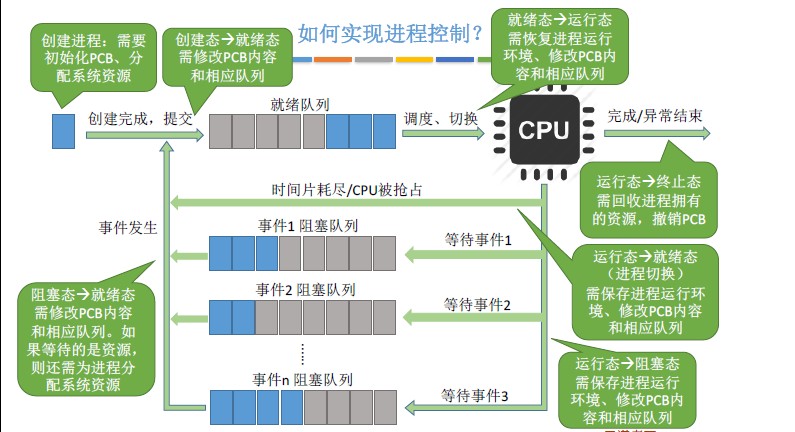 如何实现进程控制？
创建进程：需要
初始化PCB、分
配系统资源
创建态→就绪态
需修改PCB内容
和相应队列
就绪态→运行态
需恢复进程运行
环境、修改PCB内
容和相应队列
创建完成，提交
就绪队列
调度、切换
CPU
完成/异常结束
运行态→终止态
需回收进程拥有
的资源，撤销PCB
时间片耗尽/CPU被抢占
事件发生
事件1 阻塞队列
等待事件1
运行态→就绪态
（进程切换）
需保存进程运行环
境、修改PCB内容
和相应队列
阻塞态→就绪态
需修改PCB内容
和相应队列。如
果等待的是资源，
则还需为进程分
配系统资源
事件2 阻塞队列
等待事件2
……
事件n 阻塞队列
等待事件3
运行态→阻塞态
需保存进程运行
环境、修改PCB内
容和相应队列